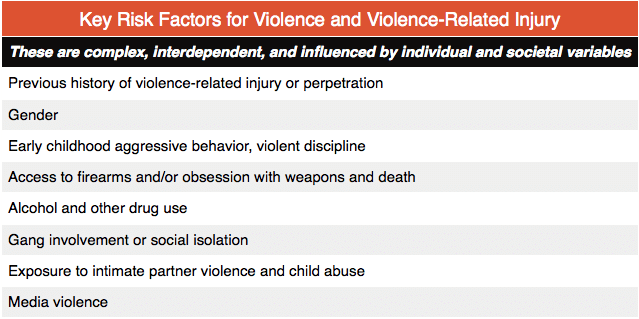 Key Risk Factors for Violence and Violence-Related Injury
These are complex, interdependent, and influenced by individual and societal variables
Previous history of violence-related injury or perpetration
Gender
Early childhood aggressive behavior, violent discipline
Access to firearms and/or obsession with weapons and death
Alcohol and other drug use
Gang involvement or social isolation
Exposure to intimate partner violence and child abuse
Media violence